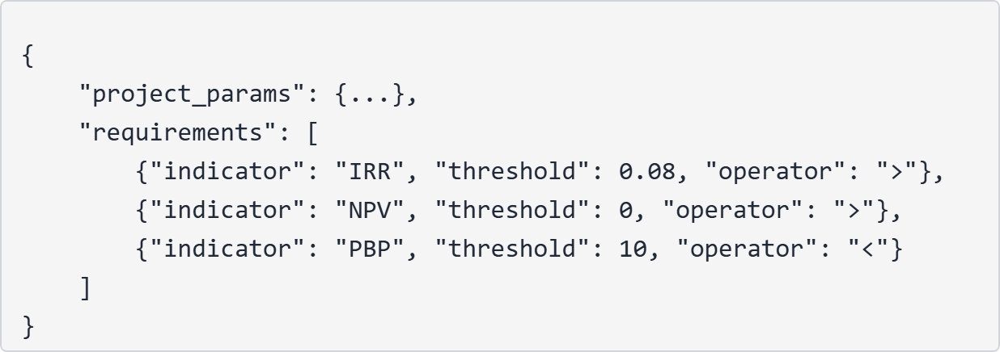 {
    "project_params": {...},
    "requirements": [
        {"indicator": "IRR", "threshold": 0.08, "operator": ">"},
        {"indicator": "NPV", "threshold": 0, "operator": ">"},
        {"indicator": "PBP", "threshold": 10, "operator": "<"}
    ]
}